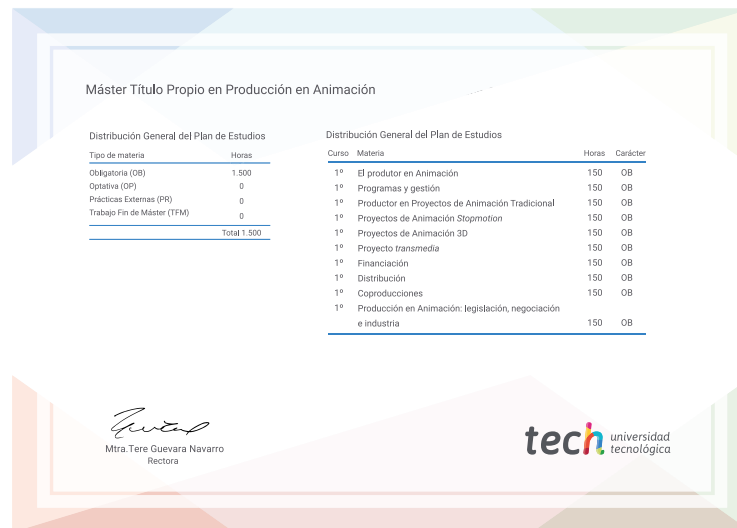 Máster Título Propio en Producción en Animación
Distribución General del Plan de Estudios
Tipo de materia Horas
Obligatoria (OB) 1.500
Optativa (OP) 0
Prácticas Externas (PR) 0
Trabajo Fin de Máster (TFM) 0
Total 1.500
Distribución General del Plan de Estudios
Curso Materia Horas Carácter
1º El produtor en Animación 150 OB
1º Programas y gestión 150 OB
1º Productor en Proyectos de Animación Tradicional 150 OB
1º Proyectos de Animación Stopmotion 150 OB
1º Proyectos de Animación 3D 150 OB
1º Proyecto transmedia 150 OB
1º Financiación 150 OB
1º Distribución 150 OB
1º Coproducciones 150 OB
1º Producción en Animación: legislación, negociación
e industria 150 OB
Mtra.Tere Guevara Navarro
Rectora
tech universidad
tecnológica